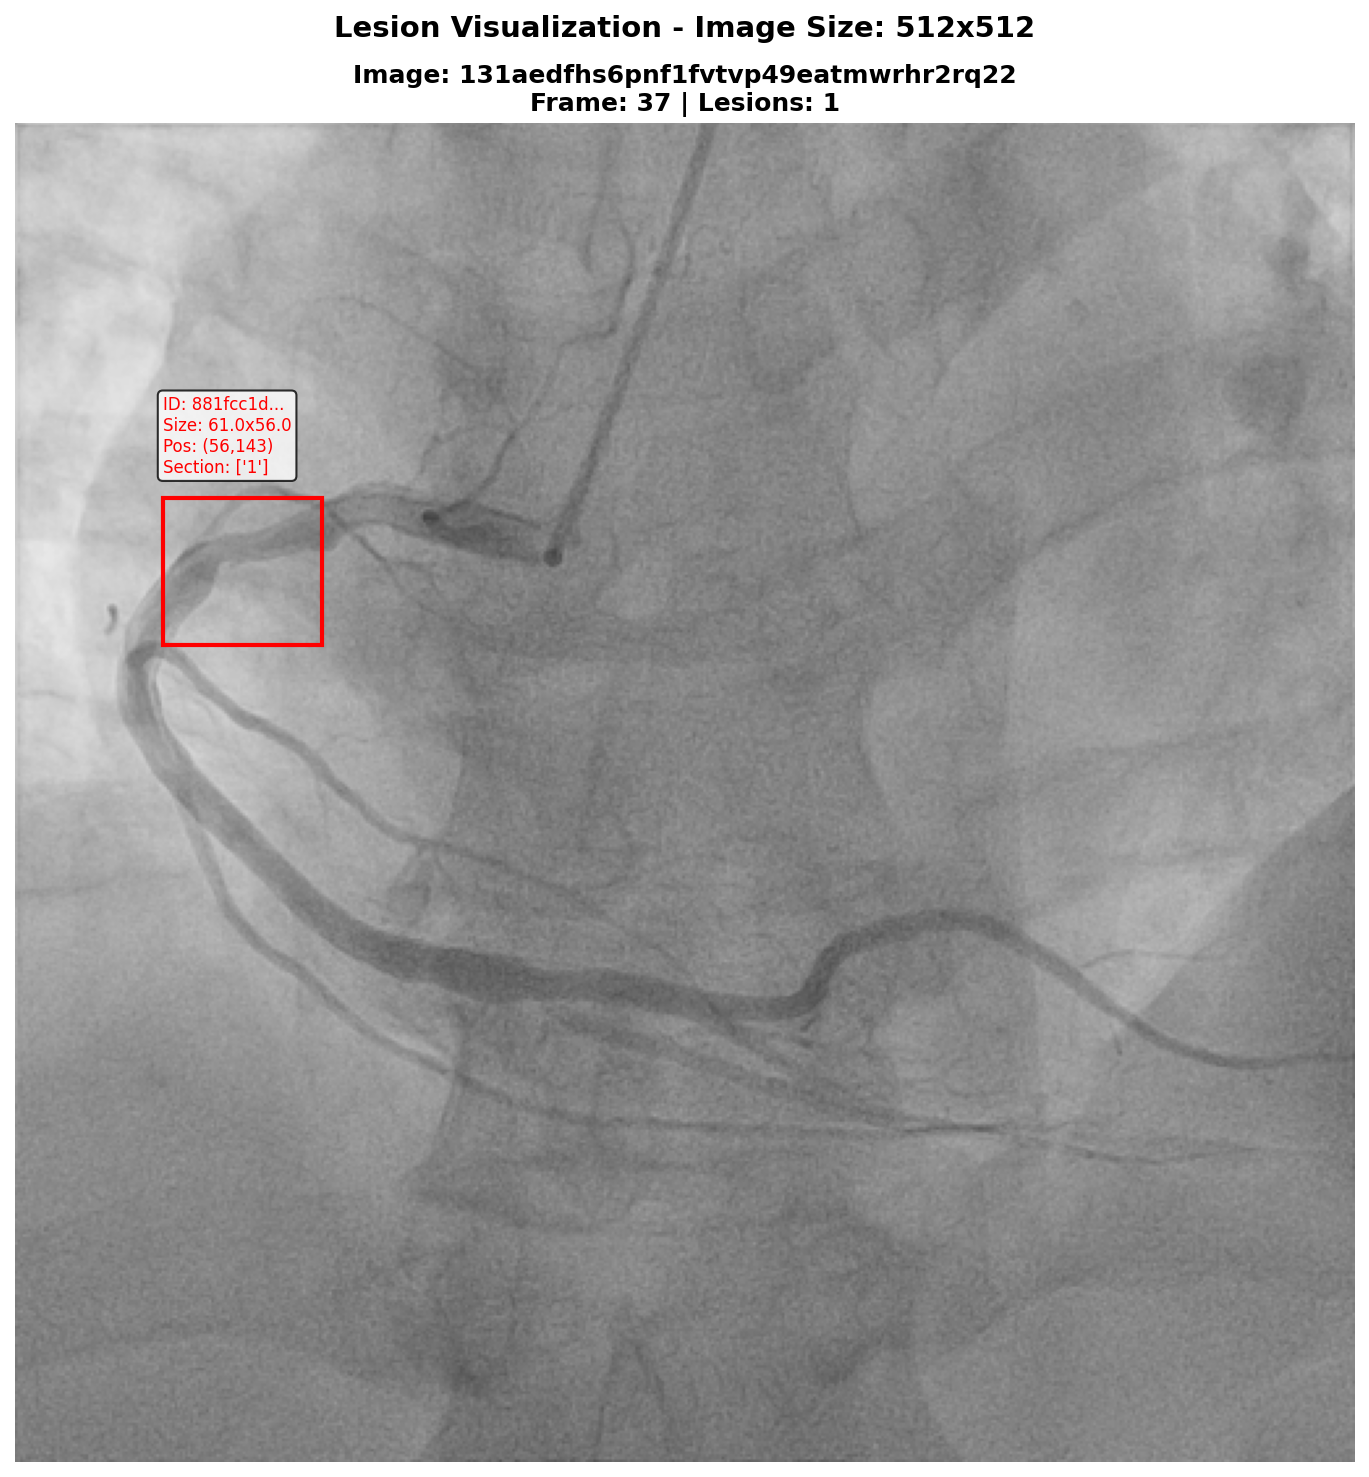 Lesion Visualization - Image Size: 512x512
Image: 131aedfhs6pnf1fvtvp49eatmwrhr2rq22
Frame: 37 | Lesions: 1
ID: 881fcc1d...
Size: 61.0x56.0
Pos: (56,143)
Section: ['1']